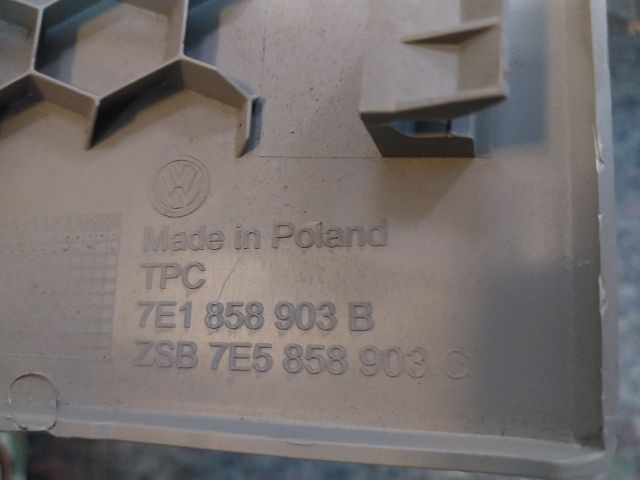 Made in Poland
TPC
7E1 858 903 B
ZSB 7E5 858 903 C